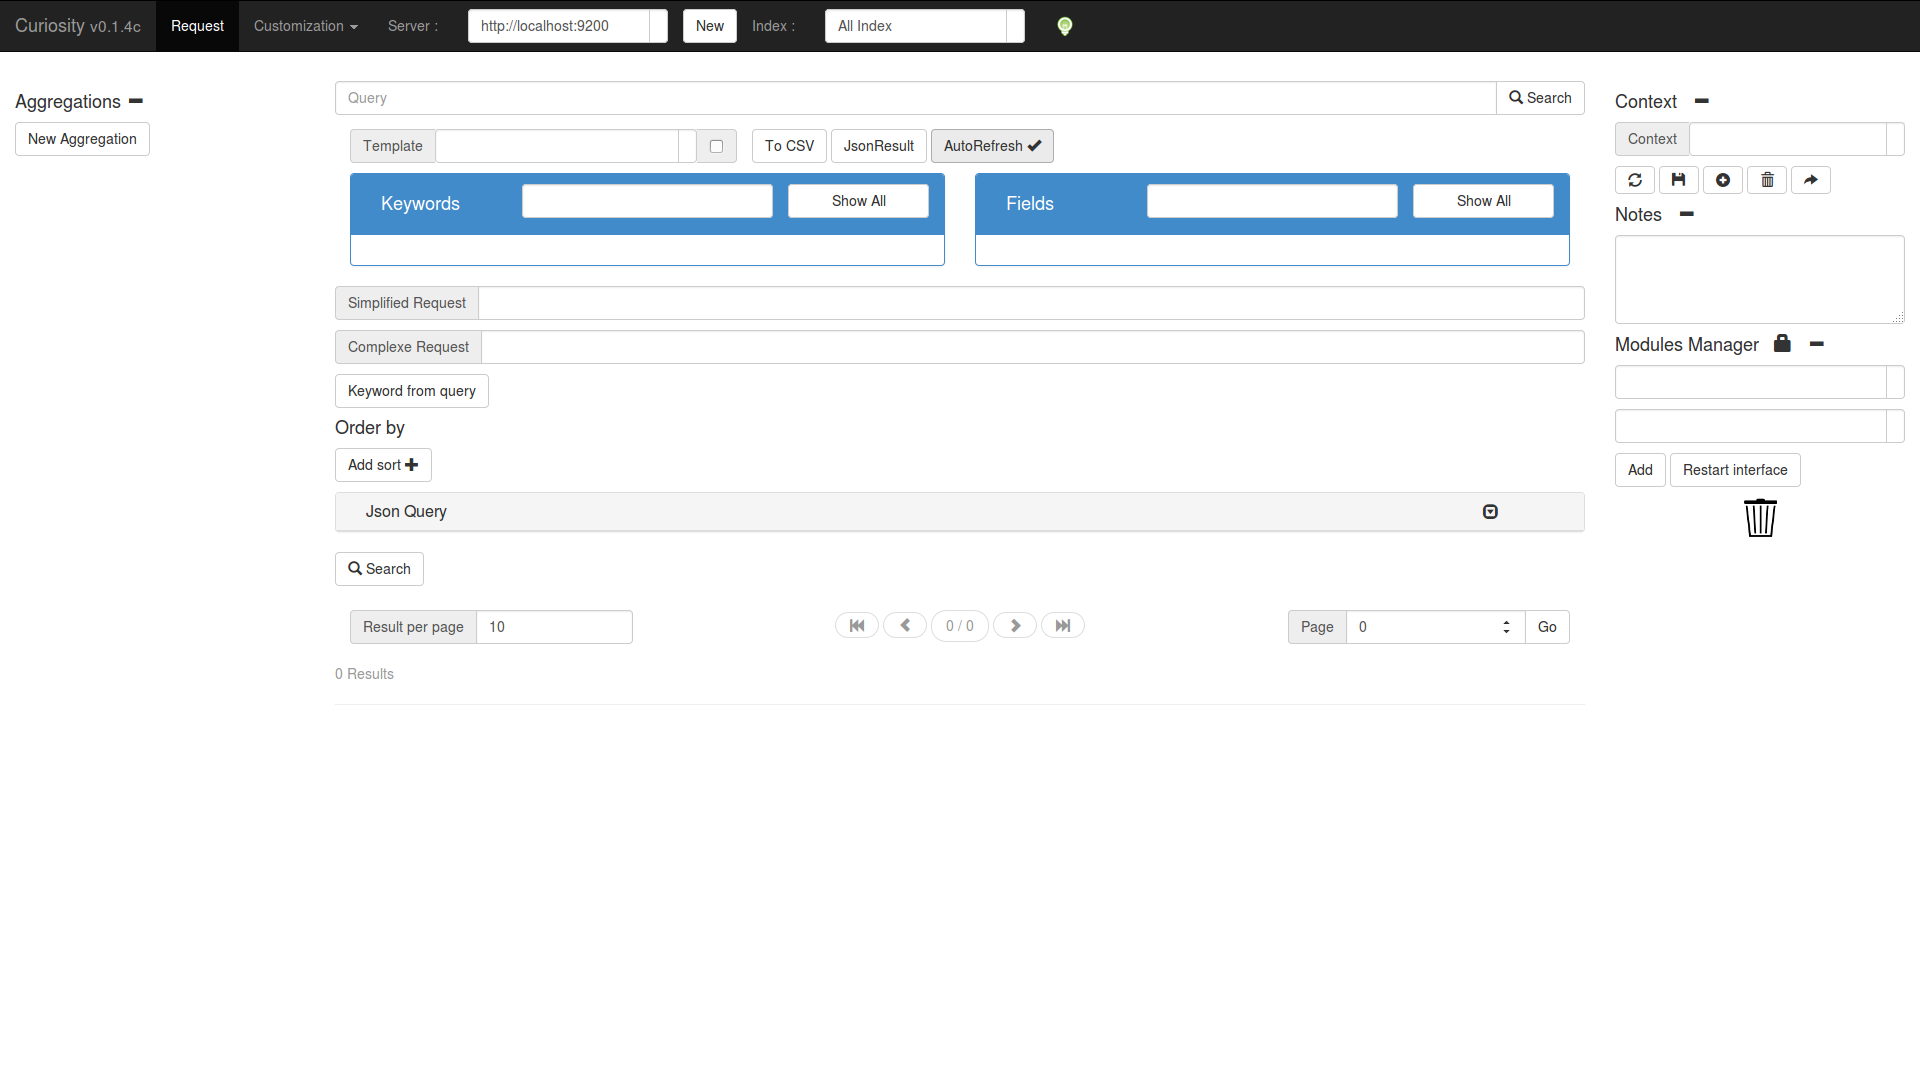 Curiosity v0.1.4c Request Customization Server : http://localhost:9200 New Index : All Index
Aggregations
New Aggregation
Query Search
Template To CSV JsonResult AutoRefresh
Keywords Show All Fields Show All
Simplified Request
Complexe Request
Keyword from query
Order by
Add sort
Json Query
Search
Result per page 10 0 / 0 Page 0 Go
0 Results
Context
Context
Notes
Modules Manager
Add Restart interface